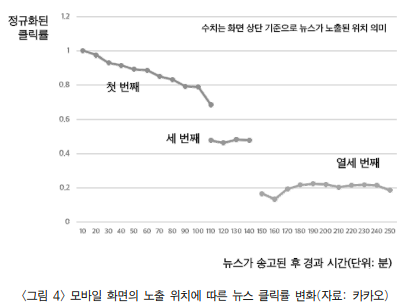 정규화된
클릭률
수치는 화면 상단 기준으로 뉴스가 노출된 위치 의미
1.2
1
0.8
0.6
0.4
0.2
0
첫 번째
세 번째
열세 번째
10 20 30 40 50 60 70 80 90 100 110 120 130 140 150 160 170 180 190 200 210 220 230 240 250
뉴스가 송고된 후 경과 시간(단위: 분)
〈그림 4〉 모바일 화면의 노출 위치에 따른 뉴스 클릭률 변화(자료: 카카오)